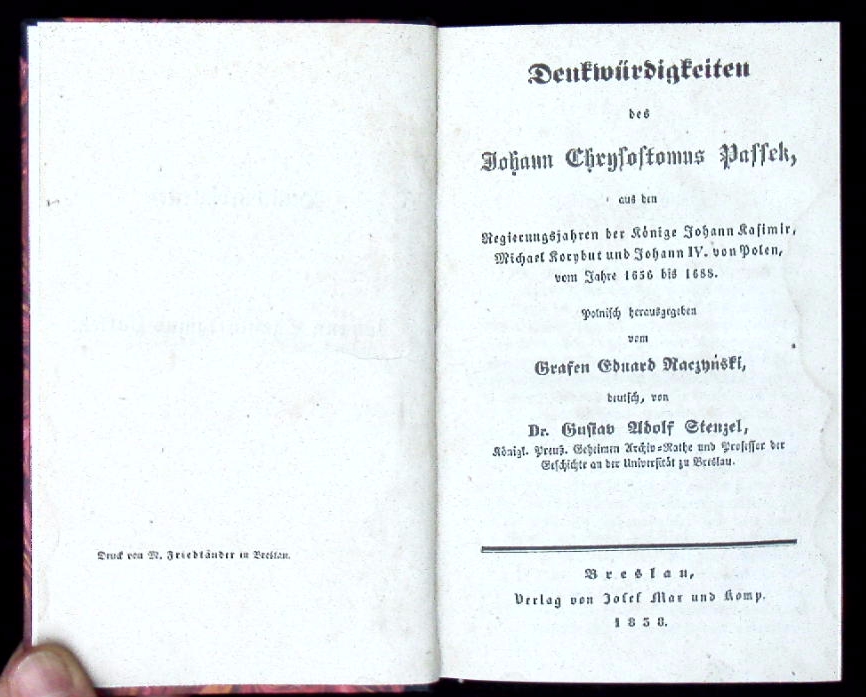 Druck von M. Friedländer in Breslau.
Denkwürdigkeiten
des
Johann Chrysostomus Passek,
aus den
Regierungsjahren der Könige Johann Kasimir,
Michael Korybut und Johann IV. von Polen,
vom Jahre 1656 bis 1688.
Polnisch herausgegeben
vom
Grafen Eduard Raczyński,
deutsch, von
Dr. Gustav Adolf Stenzel,
Königl. Preuß. Geheimen Archiv-Rathe und Professor der
Geschichte an der Universität zu Breslau.
Breslau,
Verlag von Josef Max und Komp.
1838.